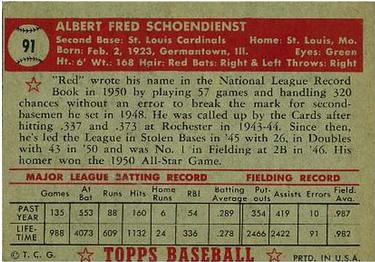 91
ALBERT FRED SCHOENDIENST
Second Base: St. Louis Cardinals Home: St. Louis, Mo.
Born: Feb. 2, 1923, Germantown, Ill. Eyes: Green
Ht: 6' Wt: 168 Hair: Red Bats: Right & Left Throws: Right
"Red" wrote his name in the National League Record
Book in 1950 by playing 57 games and handling 320
chances without an error to break the mark for second-
basemen he set in 1948. He was called up by the Cards after
hitting .337 and .373 at Rochester in 1943-44. Since then,
he's led the League in Stolen Bases in '45 with 26, in Doubles
with 43 in '50 and was No. 1 in Fielding at 2B in '46. His
homer won the 1950 All-Star Game.
MAJOR LEAGUE BATTING RECORD FIELDING RECORD
Games At Bat Runs Hits Home Runs RBI Batting Average Put-outs Assists Errors Field. Avg.
PAST YEAR 135 553 88 160 6 54 .289 354 419 10 .987
LIFE-TIME 988 4073 609 1132 24 336 .278 2466 2422 91 .982
© T. C. G. TOPPS BASEBALL PRTD. IN U.S.A.